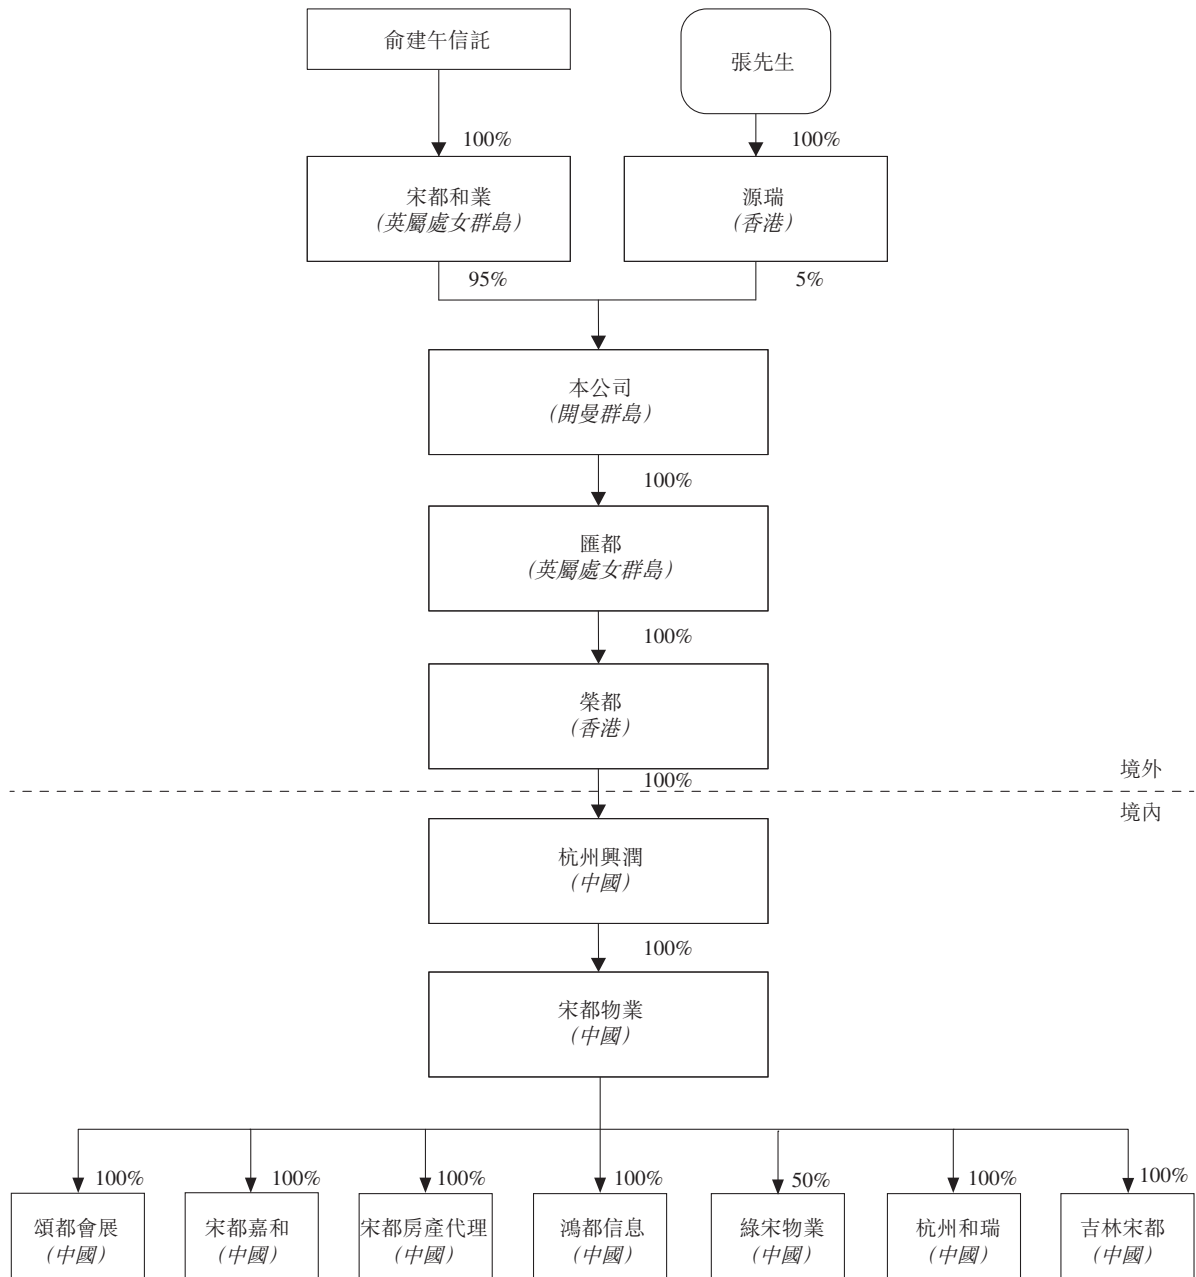 俞建午信託
張先生
100%
100%
宋都和業
(英屬處女群島)
源瑞
(香港)
95%
5%
本公司
(開曼群島)
100%
匯都
(英屬處女群島)
100%
榮都
(香港)
100%
境外
境內
杭州興潤
(中國)
100%
宋都物業
(中國)
100%
100%
100%
100%
50%
100%
100%
頌都會展
(中國)
宋都嘉和
(中國)
宋都房產代理
(中國)
鴻都信息
(中國)
綠宋物業
(中國)
杭州和瑞
(中國)
吉林宋都
(中國)